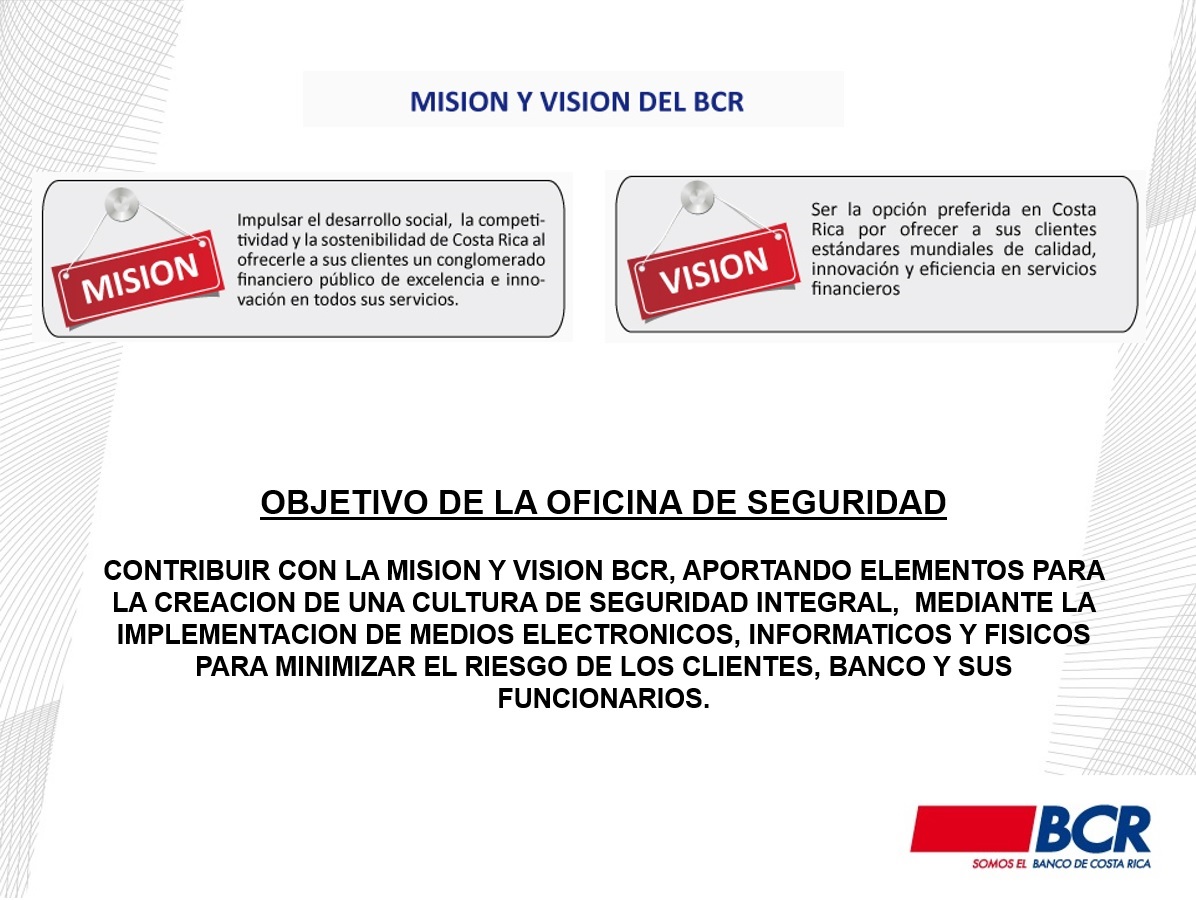 MISION Y VISION DEL BCR
MISION
Impulsar el desarrollo social,  la competi-
tividad y la sostenibilidad de Costa Rica al
ofrecerle a sus clientes un conglomerado
financiero público de excelencia e inno-
vación en todos sus servicios.
VISION
Ser la opción preferida en Costa
Rica por ofrecer a sus clientes
estándares mundiales de calidad,
innovación y eficiencia en servicios
financieros
OBJETIVO DE LA OFICINA DE SEGURIDAD
CONTRIBUIR CON LA MISION Y VISION BCR, APORTANDO ELEMENTOS PARA
LA CREACION DE UNA CULTURA DE SEGURIDAD INTEGRAL,  MEDIANTE LA
IMPLEMENTACION DE MEDIOS ELECTRONICOS, INFORMATICOS Y FISICOS
PARA MINIMIZAR EL RIESGO DE LOS CLIENTES, BANCO Y SUS
FUNCIONARIOS.
BCR
SOMOS EL BANCO DE COSTA RICA